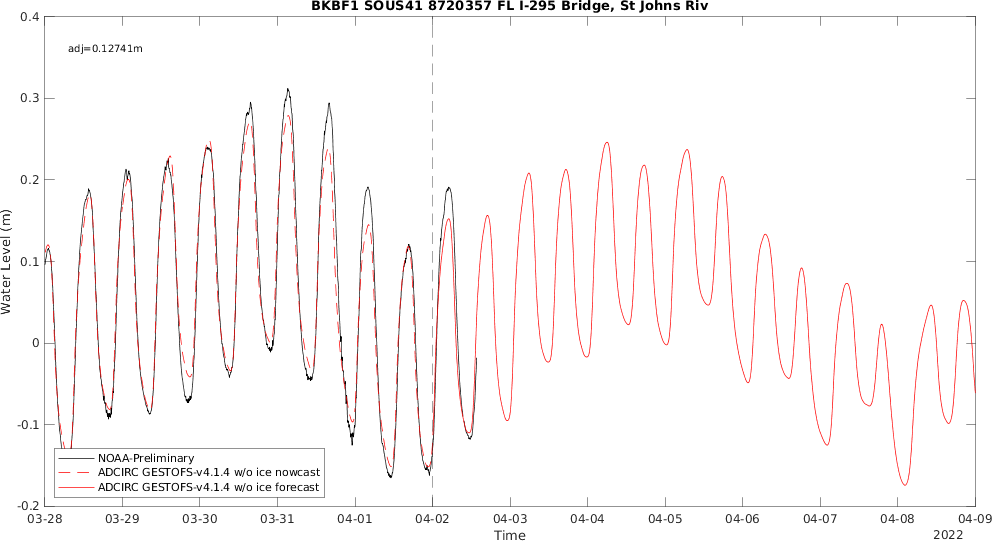 BKBF1 SOUS41 8720357 FL I-295 Bridge, St Johns Riv
adj=0.12741m
Water Level (m)
0.4
0.3
0.2
0.1
0
-0.1
-0.2
NOAA-Preliminary
ADCIRC GESTOFS-v4.1.4 w/o ice nowcast
ADCIRC GESTOFS-v4.1.4 w/o ice forecast
03-28 03-29 03-30 03-31 04-01 04-02 04-03 04-04 04-05 04-06 04-07 04-08 04-09
Time
2022